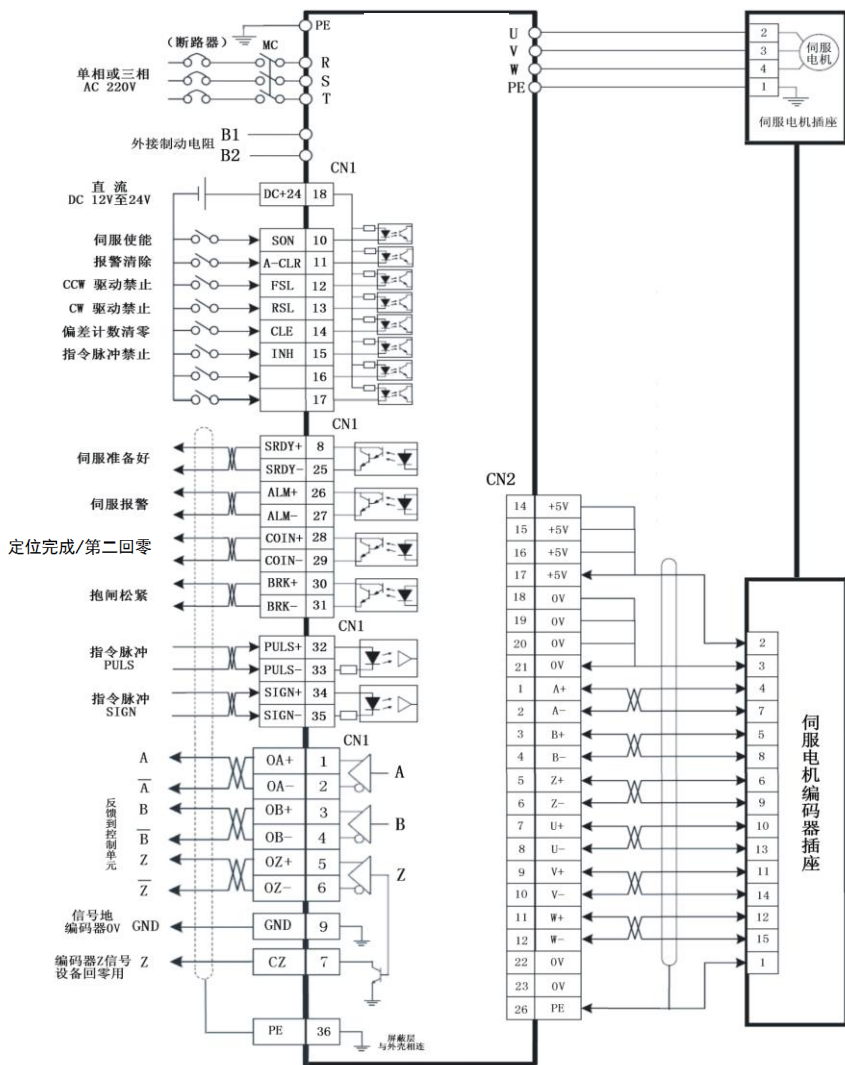 PE
（断路器）
MC
单相或三相
AC 220V
R
S
T
外接制动电阻
B1
B2
U
V
W
PE
2
3
4
1
伺服
电机
伺服电机插座
CN1
直 流
DC 12V至24V
DC+24 18
伺服使能 SON 10
报警清除 A-CLR 11
CCW 驱动禁止 FSL 12
CW 驱动禁止 RSL 13
偏差计数清零 CLE 14
指令脉冲禁止 INH 15
16
17
CN1
伺服准备好
SRDY+ 8
SRDY- 25
伺服报警
ALM+ 26
ALM- 27
定位完成/第二回零
COIN+ 28
COIN- 29
抱闸松紧
BRK+ 30
BRK- 31
CN1
指令脉冲
PULS
PULS+ 32
PULS- 33
指令脉冲
SIGN
SIGN+ 34
SIGN- 35
CN1
反馈到控制单元
A OA+ 1
A OA- 2
A
B OB+ 3
B OB- 4
B
Z OZ+ 5
Z OZ- 6
Z
信号地
编码器0V
GND GND 9
编码器Z信号
设备回零用
Z CZ 7
PE 36
屏蔽层
与外壳相连
CN2
14 +5V
15 +5V
16 +5V
17 +5V
18 0V
19 0V
20 0V
21 0V
1 A+
2 A-
3 B+
4 B-
5 Z+
6 Z-
7 U+
8 U-
9 V+
10 V-
11 W+
12 W-
22 0V
23 0V
26 PE
2
3
4
7
5
8
6
9
10
13
11
14
12
15
1
伺服电机编码器插座